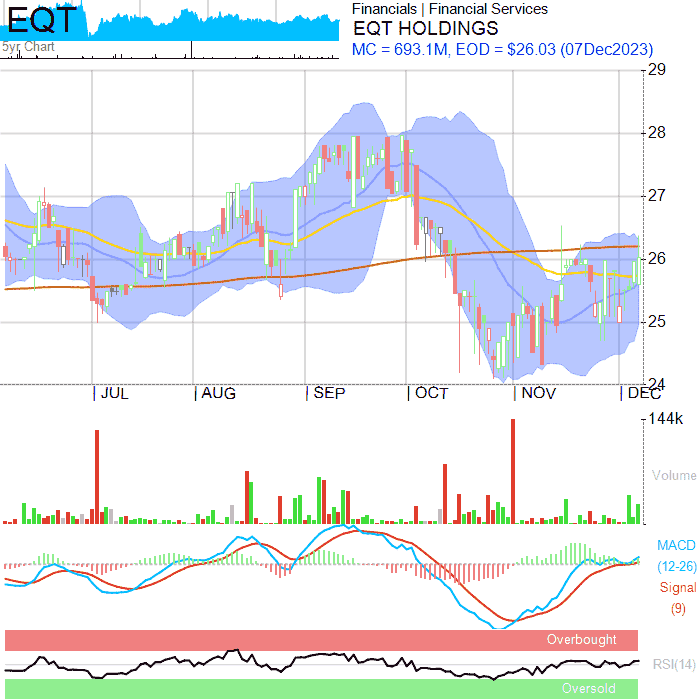 EQT
5yr Chart
Financials | Financial Services
EQT HOLDINGS
MC = 693.1M, EOD = $26.03 (07Dec2023)
29
28
27
26
25
24
JUL AUG SEP OCT NOV DEC
144k
Volume
MACD
(12-26)
Signal
(9)
Overbought
RSI(14)
Oversold